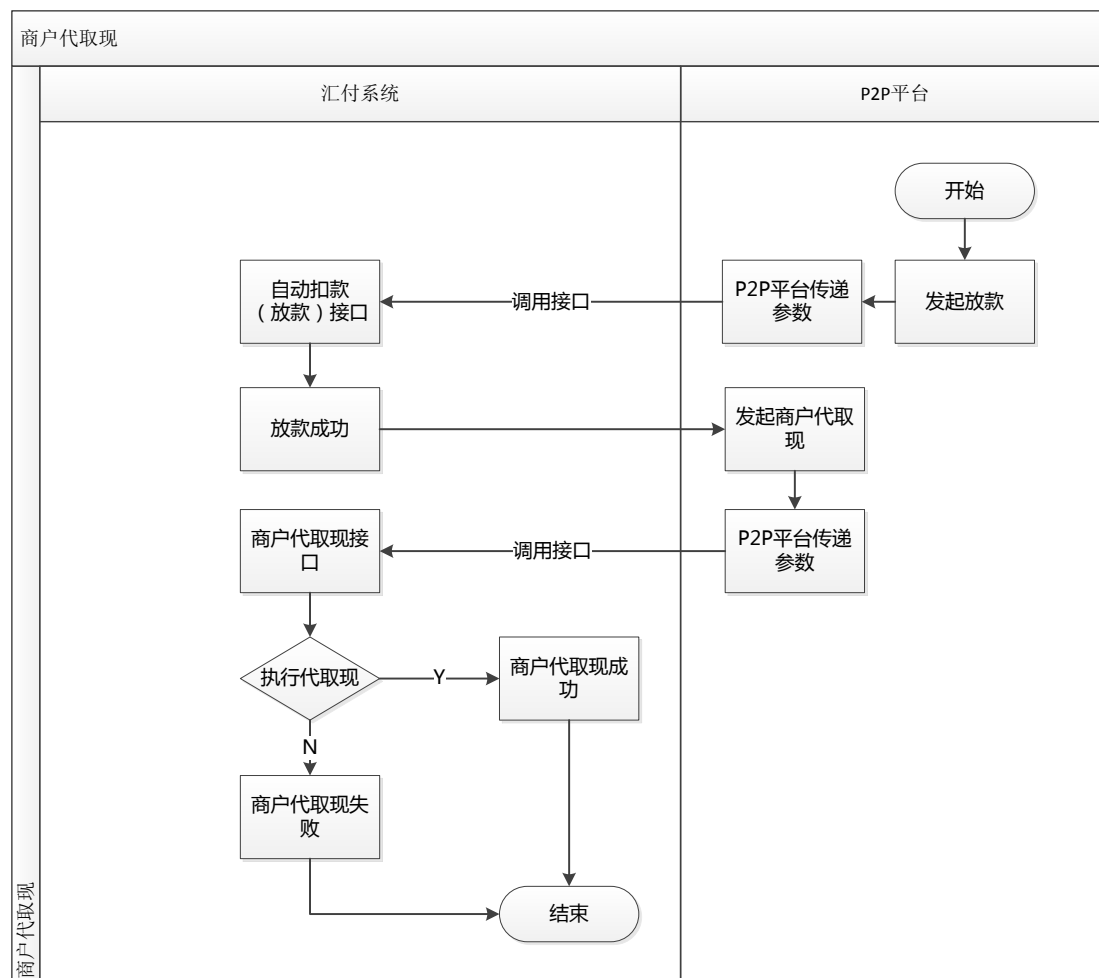 商户代取现
汇付系统
P2P平台
开始
自动扣款
（放款）接口
调用接口
P2P平台传递
参数
发起放款
放款成功
发起商户代取
现
商户代取现接
口
调用接口
P2P平台传递
参数
执行代取现
Y
商户代取现成
功
N
商户代取现失
败
结束
商户代取现